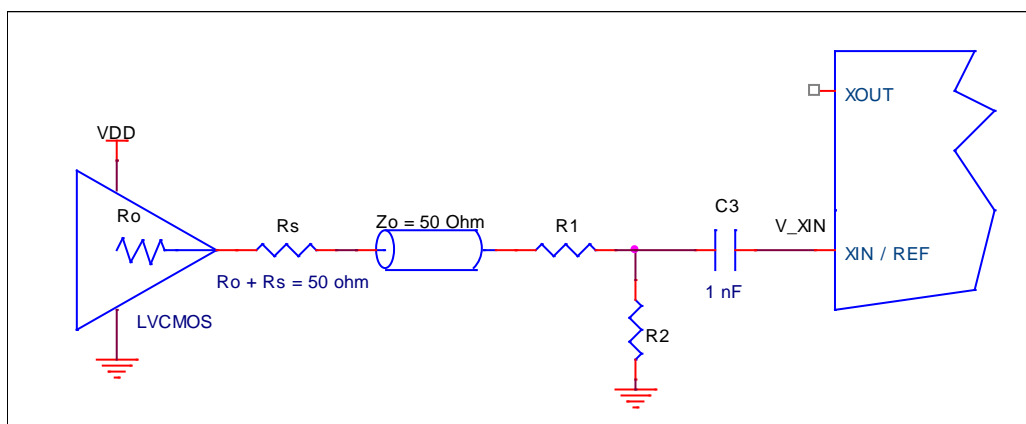 XOUT
VDD
Ro
Rs
Zo = 50 Ohm
R1
C3
V_XIN
XIN / REF
Ro + Rs = 50 ohm
1 nF
LVCMOS
R2